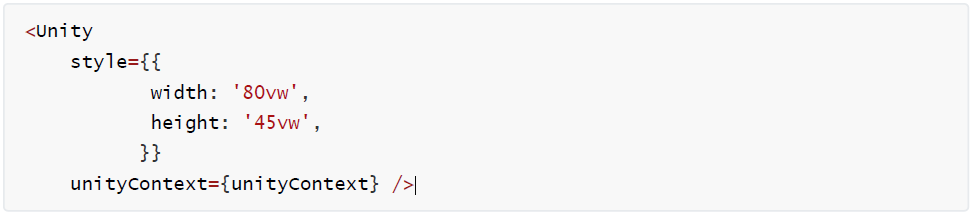 <Unity
    style={{
           width: '80vw',
           height: '45vw',
          }}
    unityContext={unityContext} />